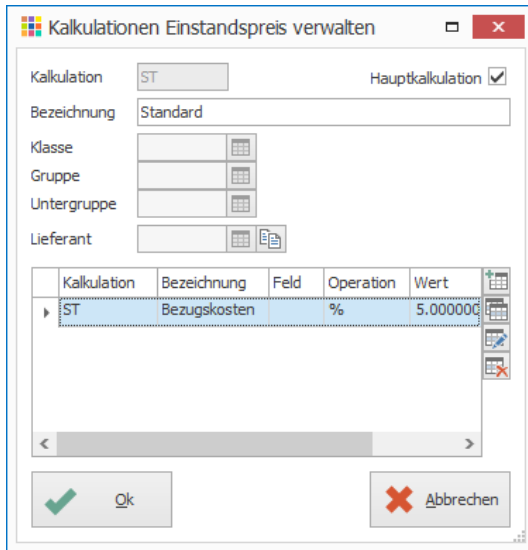 Kalkulationen Einstandspreis verwalten
Kalkulation ST Hauptkalkulation
Bezeichnung Standard
Klasse
Gruppe
Untergruppe
Lieferant
Kalkulation Bezeichnung Feld Operation Wert
ST Bezugskosten % 5.000000
Ok Abbrechen